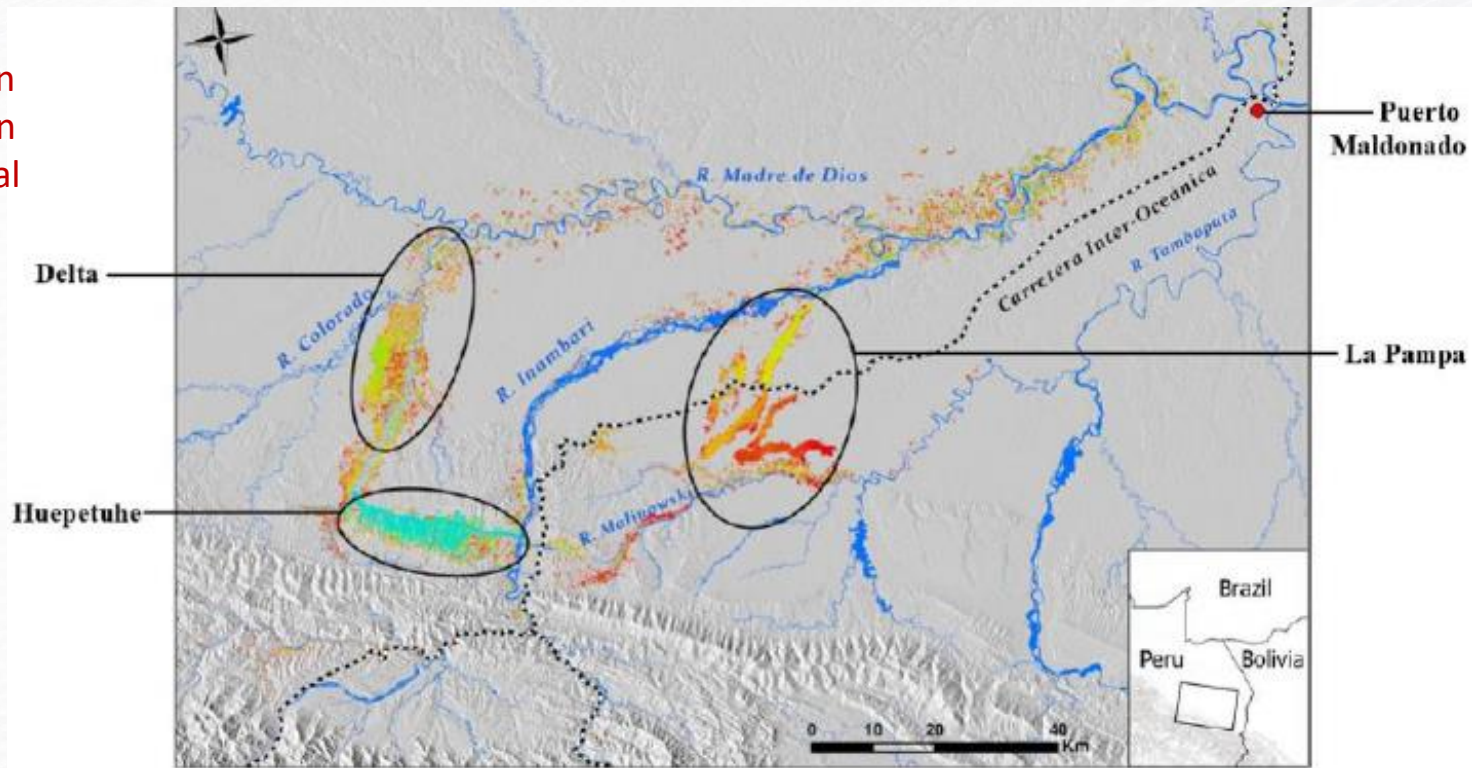 Puerto
Maldonado
R. Madre de Dios
Carretera Inter-Oceanica
R Tambopata
Delta
R. Colorado
R. Inambari
La Pampa
Huepetuhe
R. Malinowski
Brazil
Peru
Bolivia
0 10 20 40
Km